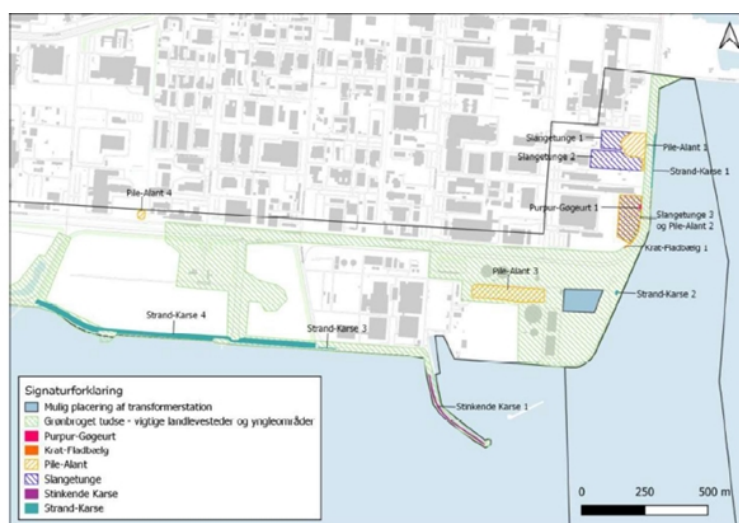 Slangetunge 1
Pile-Alant 1
Slangetunge 2
Strand-Karse 1
Pile-Alant 4
Purpur-Gøgeurt 1
Slangetunge 3
og Pile-Alant 2
Krat-Fladbælg 1
Pile-Alant 3
Strand-Karse 2
Strand-Karse 4
Strand-Karse 3
Stinkende Karse 1
Signaturforklaring
Mulig placering af transformerstation
Grønbroget tudse - vigtige landlevesteder og yngleområder
Purpur-Gøgeurt
Krat-Fladbælg
Pile-Alant
Slangetunge
Stinkende Karse
Strand-Karse
0 250 500 m